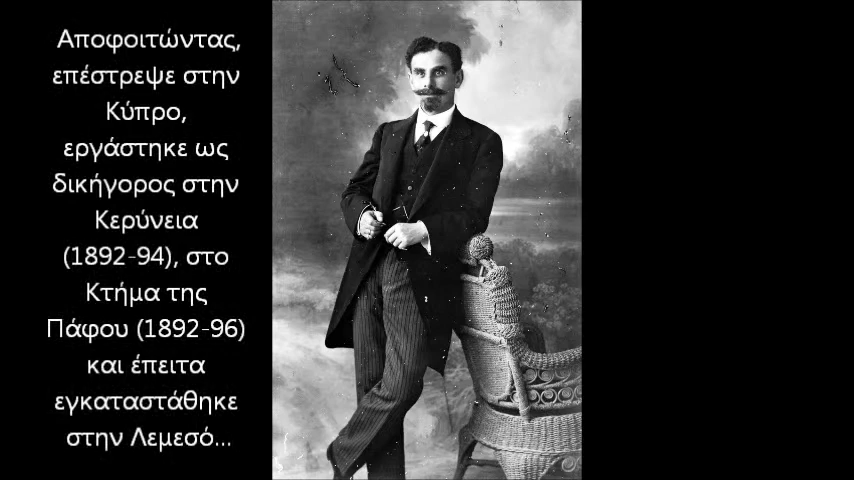 Αποφοιτώντας,
επέστρεψε στην
Κύπρο,
εργάστηκε ως
δικήγορος στην
Κερύνεια
(1892-94), στο
Κτήμα της
Πάφου (1892-96)
και έπειτα
εγκαταστάθηκε
στην Λεμεσό...